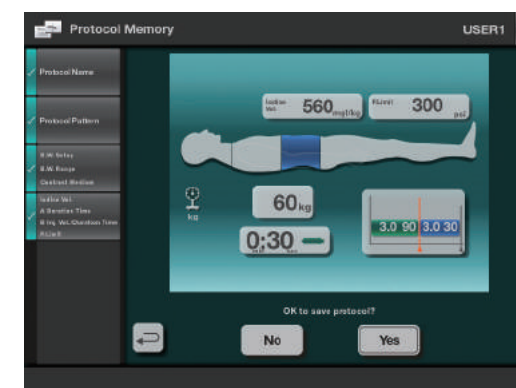 Protocol Memory
USER1
Protocol Name
Protocol Pattern
B.W. Setup
B.W. Range
Contrast Medium
Iodine Vol.
A Duration Time
B Inj. Vol./Duration Time
P.Limit
Iodine Vol. 560 mgI/kg
P.Limit 300 psi
kg
60 kg
0:30
3.0 90 3.0 30
OK to save protocol?
No
Yes